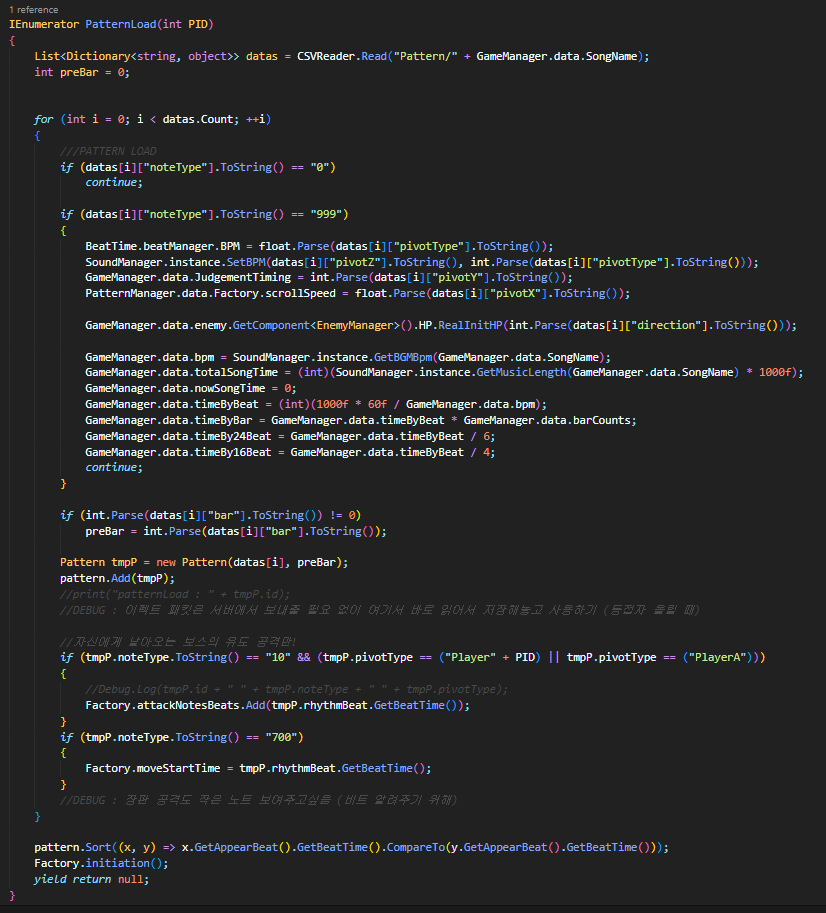 1 reference
IEnumerator PatternLoad(int PID)
{
    List<Dictionary<string, object>> datas = CSVReader.Read("Pattern/" + GameManager.data.SongName);
    int preBar = 0;
    for (int i = 0; i < datas.Count; ++i)
    {
        ///PATTERN LOAD
        if (datas[i]["noteType"].ToString() == "0")
            continue;
        if (datas[i]["noteType"].ToString() == "999")
        {
            BeatTime.beatManager.BPM = float.Parse(datas[i]["pivotType"].ToString());
            SoundManager.instance.SetBPM(datas[i]["pivotZ"].ToString(), int.Parse(datas[i]["pivotType"].ToString()));
            GameManager.data.JudgementTiming = int.Parse(datas[i]["pivotY"].ToString());
            PatternManager.data.Factory.scrollSpeed = float.Parse(datas[i]["pivotX"].ToString());
            GameManager.data.enemy.GetComponent<EnemyManager>().HP.RealInitHP(int.Parse(datas[i]["direction"].ToString()));
            GameManager.data.bpm = SoundManager.instance.GetBGMBpm(GameManager.data.SongName);
            GameManager.data.totalSongTime = (int)(SoundManager.instance.GetMusicLength(GameManager.data.SongName) * 1000f);
            GameManager.data.nowSongTime = 0;
            GameManager.data.timeByBeat = (int)(1000f * 60f / GameManager.data.bpm);
            GameManager.data.timeByBar = GameManager.data.timeByBeat * GameManager.data.barCounts;
            GameManager.data.timeBy24Beat = GameManager.data.timeByBeat / 6;
            GameManager.data.timeBy16Beat = GameManager.data.timeByBeat / 4;
            continue;
        }
        if (int.Parse(datas[i]["bar"].ToString()) != 0)
            preBar = int.Parse(datas[i]["bar"].ToString());
        Pattern tmpP = new Pattern(datas[i], preBar);
        pattern.Add(tmpP);
        //print("patternLoad : " + tmpP.id);
        //DEBUG : 이펙트 패킷은 서버에서 보내줄 필요 없이 여기서 바로 읽어서 저장해놓고 사용하기 (동접자 늘릴 때)
        //자신에게 날아오는 보스의 유도 공격만!
        if (tmpP.noteType.ToString() == "10" && (tmpP.pivotType == ("Player" + PID) || tmpP.pivotType == ("PlayerA")))
        {
            //Debug.Log(tmpP.id + " " + tmpP.noteType + " " + tmpP.pivotType);
            Factory.attackNotesBeats.Add(tmpP.rhythmBeat.GetBeatTime());
        }
        if (tmpP.noteType.ToString() == "700")
        {
            Factory.moveStartTime = tmpP.rhythmBeat.GetBeatTime();
        }
        //DEBUG : 장판 공격도 작은 노트 보여주고싶음 (비트 알려주기 위해)
    }
    pattern.Sort((x, y) => x.GetAppearBeat().GetBeatTime().CompareTo(y.GetAppearBeat().GetBeatTime()));
    Factory.initiation();
    yield return null;
}